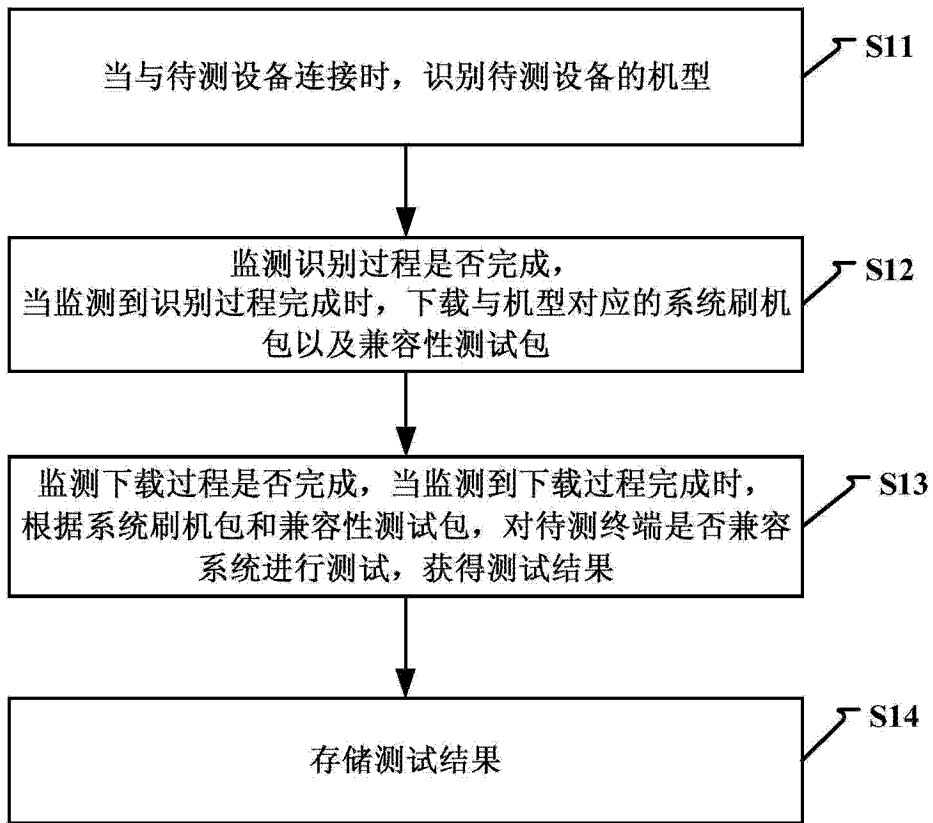 当与待测设备连接时，识别待测设备的机型
S11
监测识别过程是否完成，
当监测到识别过程完成时，下载与机型对应的系统刷机
包以及兼容性测试包
S12
监测下载过程是否完成，当监测到下载过程完成时，
根据系统刷机包和兼容性测试包，对待测终端是否兼容
系统进行测试，获得测试结果
S13
存储测试结果
S14